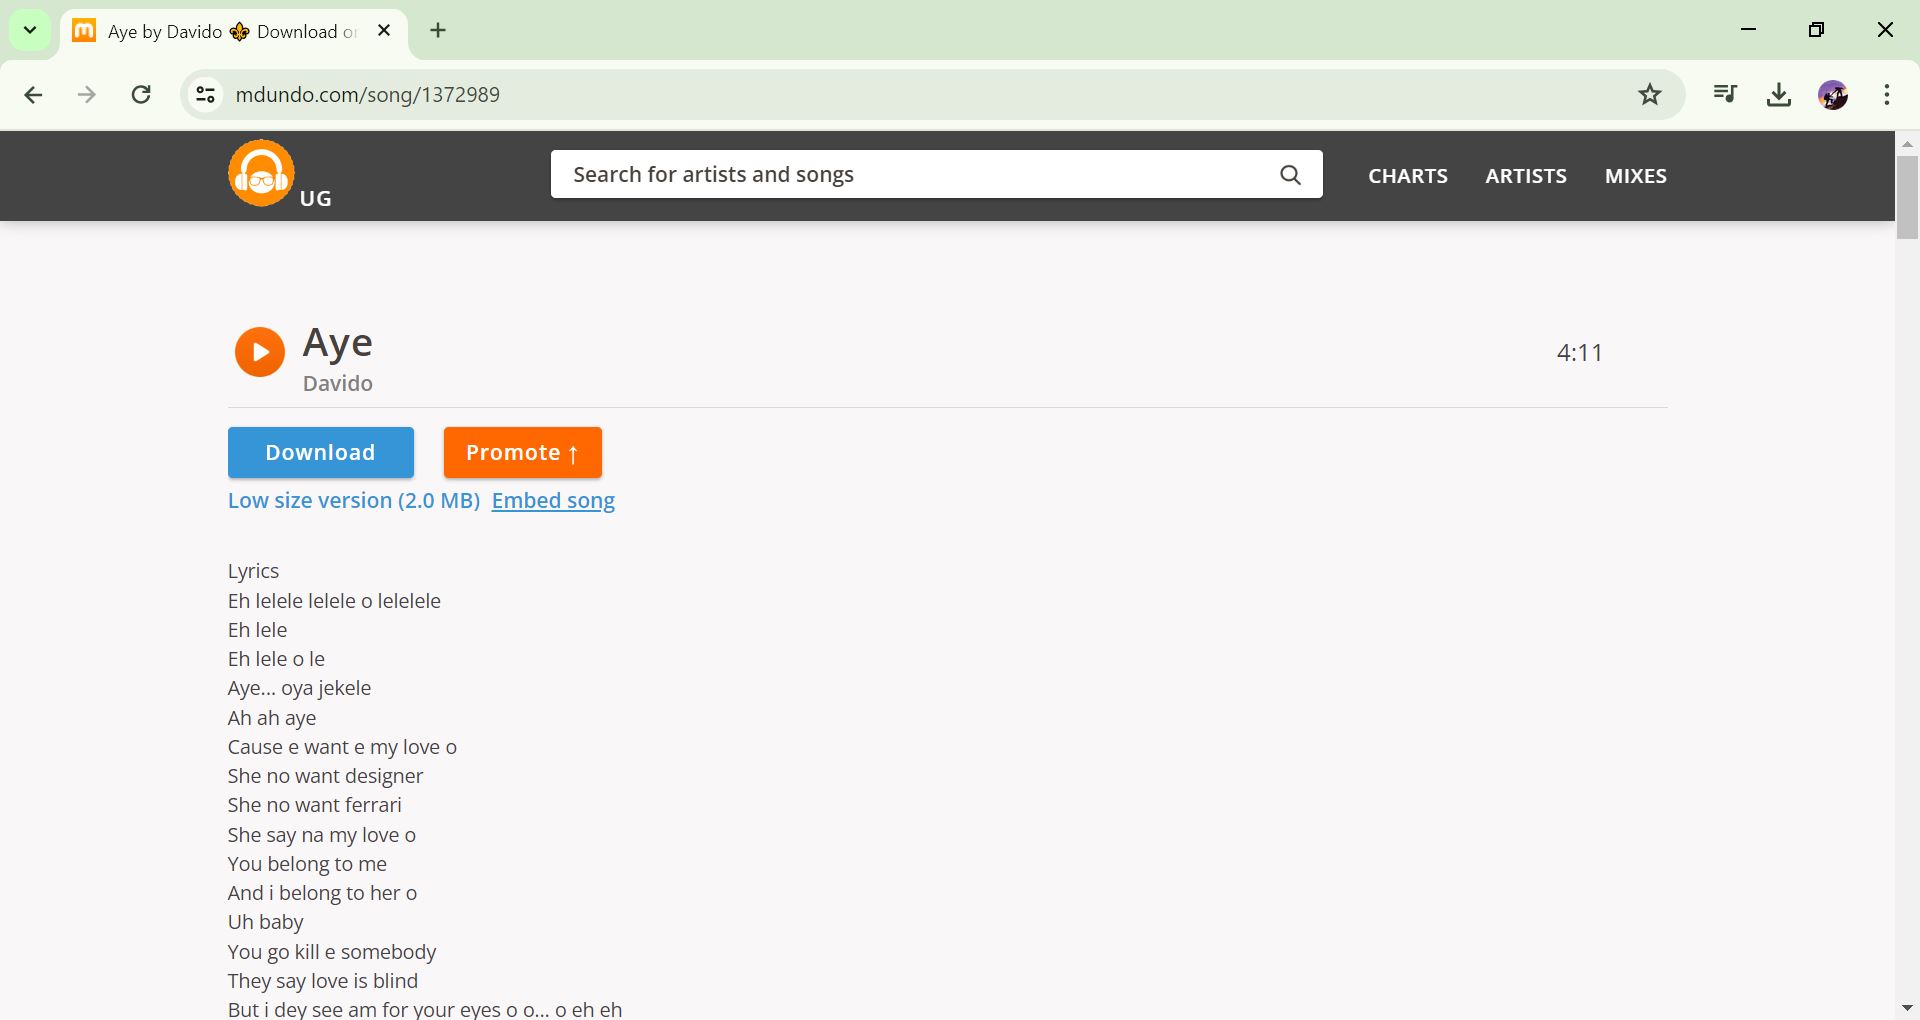 Aye by Davido ⚜ Download o
mdundo.com/song/1372989
UG
Search for artists and songs
CHARTS
ARTISTS
MIXES
Aye
4:11
Davido
Download
Promote ↑
Low size version (2.0 MB) Embed song
Lyrics
Eh lelele lelele o lelelele
Eh lele
Eh lele o le
Aye... oya jekele
Ah ah aye
Cause e want e my love o
She no want designer
She no want ferrari
She say na my love o
You belong to me
And i belong to her o
Uh baby
You go kill e somebody
They say love is blind
But i dey see am for your eyes o o... o eh eh